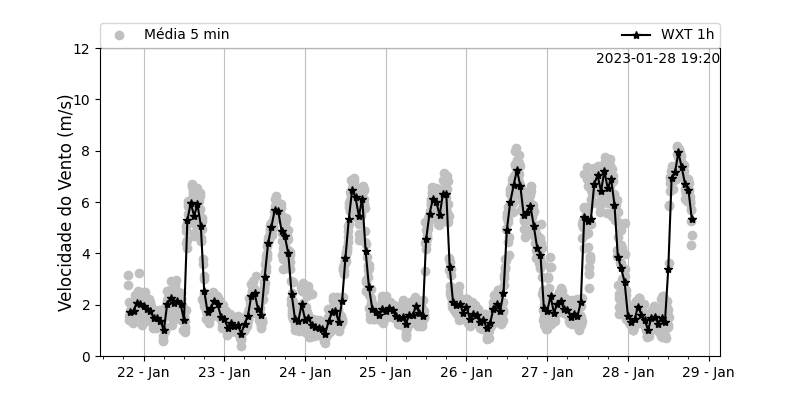 Média 5 min
WXT 1h
2023-01-28 19:20
Velocidade do Vento (m/s)
12
10
8
6
4
2
0
22 - Jan
23 - Jan
24 - Jan
25 - Jan
26 - Jan
27 - Jan
28 - Jan
29 - Jan